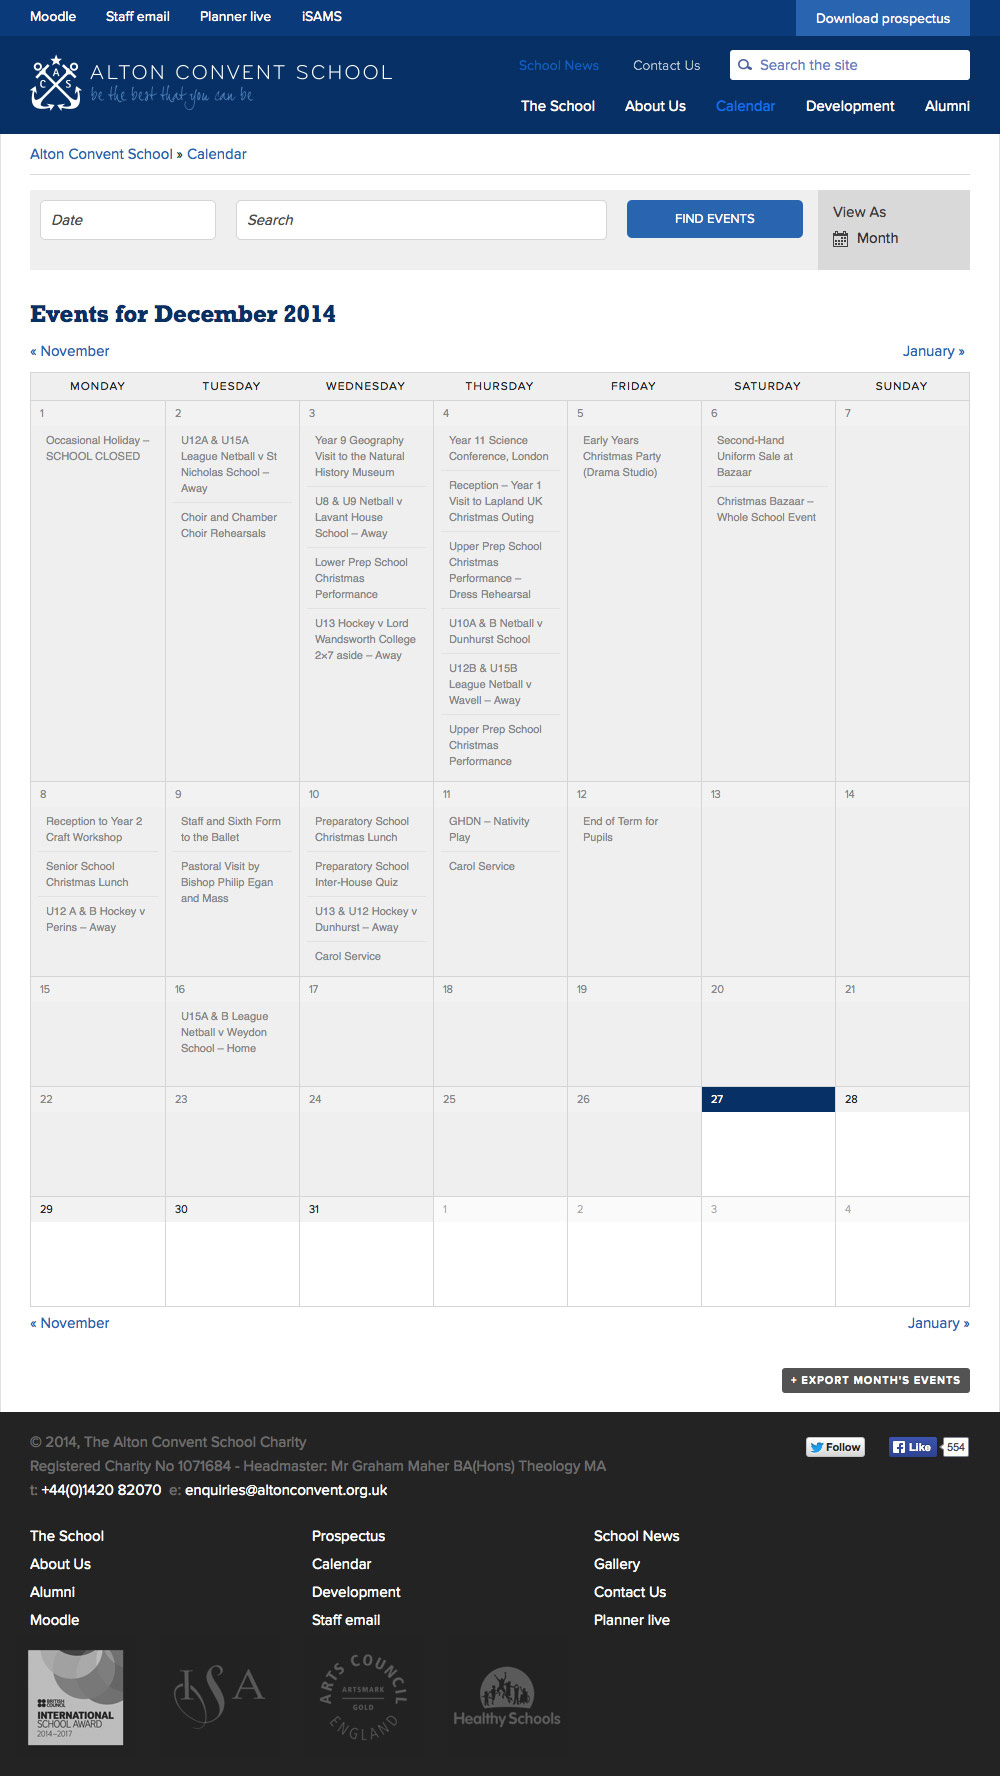 Moodle Staff email Planner live iSAMS Download prospectus
ALTON CONVENT SCHOOL
be the best that you can be
A C S
School News Contact Us Search the site
The School About Us Calendar Development Alumni
Alton Convent School » Calendar
Date Search FIND EVENTS View As
Month
Events for December 2014
« November January »
MONDAY TUESDAY WEDNESDAY THURSDAY FRIDAY SATURDAY SUNDAY
1
Occasional Holiday –
SCHOOL CLOSED
2
U12A & U15A
League Netball v St
Nicholas School –
Away
Choir and Chamber
Choir Rehearsals
3
Year 9 Geography
Visit to the Natural
History Museum
U8 & U9 Netball v
Lavant House
School – Away
Lower Prep School
Christmas
Performance
U13 Hockey v Lord
Wandsworth College
2×7 aside – Away
4
Year 11 Science
Conference, London
Reception – Year 1
Visit to Lapland UK
Christmas Outing
Upper Prep School
Christmas
Performance –
Dress Rehearsal
U10A & B Netball v
Dunhurst School
U12B & U15B
League Netball v
Wavell – Away
Upper Prep School
Christmas
Performance
5
Early Years
Christmas Party
(Drama Studio)
6
Second-Hand
Uniform Sale at
Bazaar
Christmas Bazaar –
Whole School Event
7
8
Reception to Year 2
Craft Workshop
Senior School
Christmas Lunch
U12 A & B Hockey v
Perins – Away
9
Staff and Sixth Form
to the Ballet
Pastoral Visit by
Bishop Philip Egan
and Mass
10
Preparatory School
Christmas Lunch
Preparatory School
Inter-House Quiz
U13 & U12 Hockey v
Dunhurst – Away
Carol Service
11
GHDN – Nativity
Play
Carol Service
12
End of Term for
Pupils
13
14
15
16
U15A & B League
Netball v Weydon
School – Home
17
18
19
20
21
22 23 24 25 26 27 28
29 30 31 1 2 3 4
« November January »
+ EXPORT MONTH'S EVENTS
© 2014, The Alton Convent School Charity
Registered Charity No 1071684 - Headmaster: Mr Graham Maher BA(Hons) Theology MA
t: +44(0)1420 82070 e: enquiries@altonconvent.org.uk
Follow Like 554
The School Prospectus School News
About Us Calendar Gallery
Alumni Development Contact Us
Moodle Staff email Planner live
BRITISH
COUNCIL
INTERNATIONAL
SCHOOL AWARD
2014–2017
ISA
ARTS COUNCIL
ARTSMARK
GOLD
ENGLAND
Healthy Schools